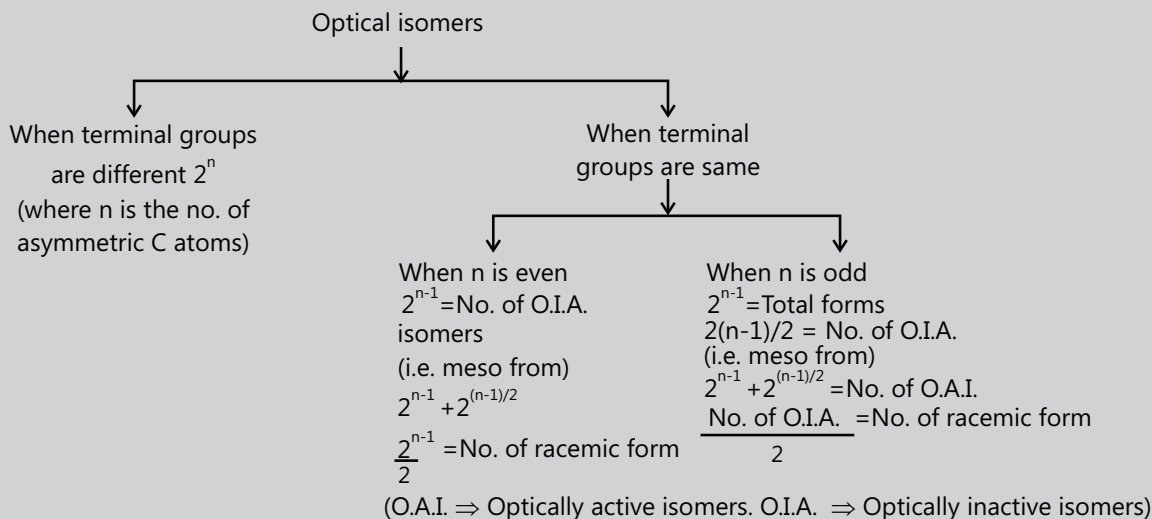 Optical isomers
When terminal groups
are different 2^n
(where n is the no. of
asymmetric C atoms)
When terminal
groups are same
When n is even
2^{n-1}=No. of O.I.A.
isomers
(i.e. meso from)
2^{n-1} + 2^{(n-1)/2}
2^{n-1}/2 = No. of racemic form
When n is odd
2^{n-1}=Total forms
2(n-1)/2 = No. of O.I.A.
(i.e. meso from)
2^{n-1} + 2^{(n-1)/2} = No. of O.A.I.
No. of O.I.A./2 = No. of racemic form
(O.A.I. ⇒ Optically active isomers. O.I.A. ⇒ Optically inactive isomers)